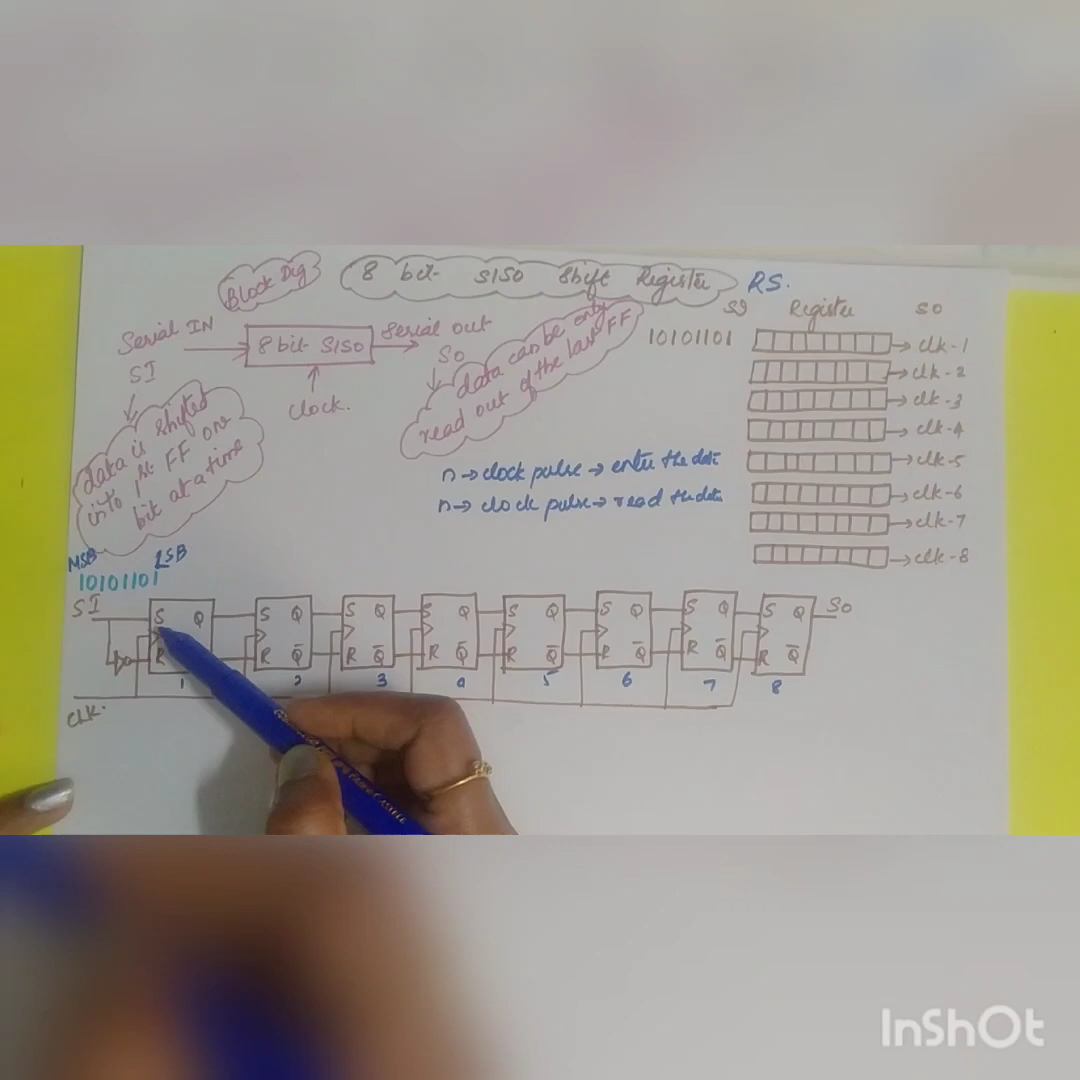 Block Dig
8 bit- SISO Shift Register RS.
Serial IN
SI
8 bit SISO
Serial out
So
clock.
data is shifted
into 1st FF one
bit at a time
data can be only
read out of the last FF
n → clock pulse → enter the data
n → clock pulse → read the data
SI Register SO
10101101 → clk-1
→ clk-2
→ clk-3
→ clk-4
→ clk-5
→ clk-6
→ clk-7
→ clk-8
MSB LSB
10101101
SI S Q S Q S Q S Q S Q S Q S Q S Q SO
R R Q̅ R Q̅ R Q̅ R Q̅ R Q̅ R Q̅ R Q̅
1 2 3 4 5 6 7 8
CLK.
FABER-CASTELL
InShOt